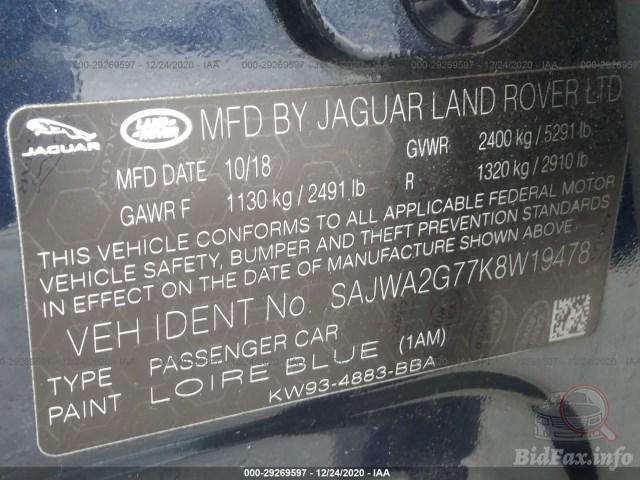 000-29269597 - 12/24/2020 - IAA
JAGUAR
LAND ROVER
MFD BY JAGUAR LAND ROVER LTD
MFD DATE 10/18 GVWR 2400 kg / 5291 lb
GAWR F 1130 kg / 2491 lb R 1320 kg / 2910 lb
THIS VEHICLE CONFORMS TO ALL APPLICABLE FEDERAL MOTOR
VEHICLE SAFETY, BUMPER AND THEFT PREVENTION STANDARDS
IN EFFECT ON THE DATE OF MANUFACTURE SHOWN ABOVE.
VEH IDENT No. SAJWA2G77K8W19478
TYPE PASSENGER CAR
PAINT LOIRE BLUE (1AM)
KW93-4883-BBA
BidFax.info
000-29269597 - 12/24/2020 - IAA